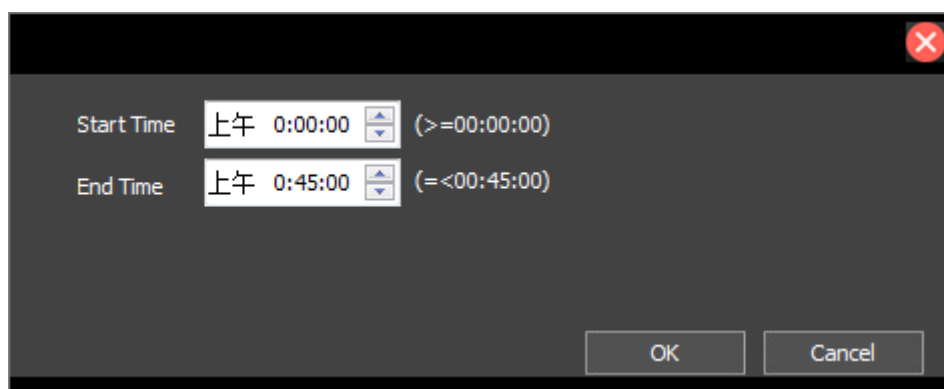 Start Time 上午 0:00:00 (>=00:00:00)
End Time 上午 0:45:00 (=<00:45:00)
OK Cancel